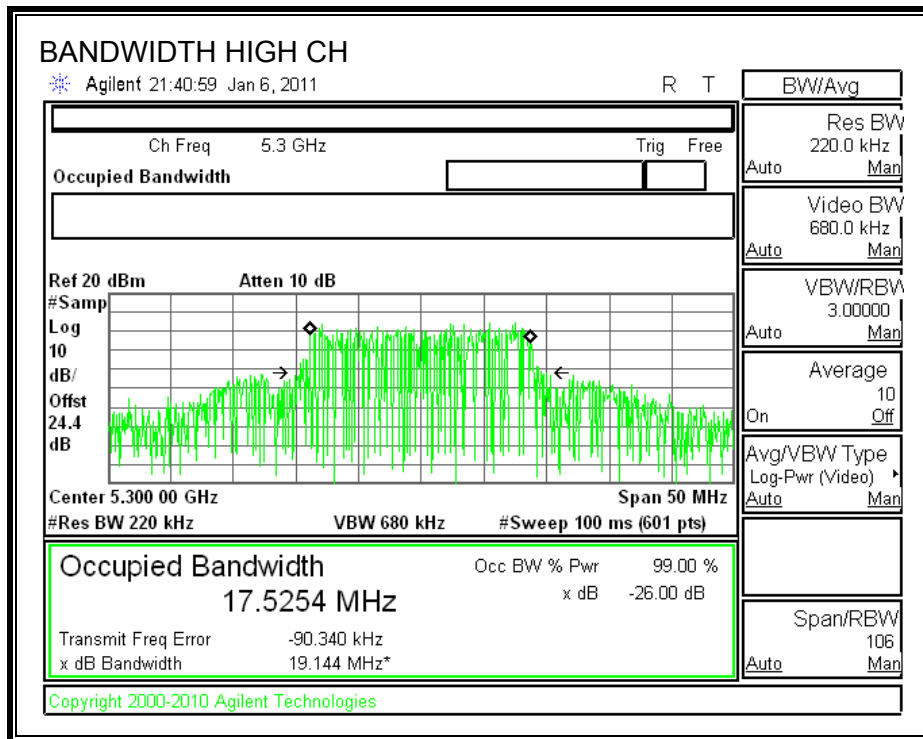 BANDWIDTH HIGH CH
Agilent 21:40:59 Jan 6, 2011 R T
Ch Freq 5.3 GHz Trig Free
Occupied Bandwidth
Ref 20 dBm Atten 10 dB
#Samp
Log
10
dB/
Offst
24.4
dB
Center 5.300 00 GHz Span 50 MHz
#Res BW 220 kHz VBW 680 kHz #Sweep 100 ms (601 pts)
Occupied Bandwidth
17.5254 MHz
Occ BW % Pwr 99.00 %
x dB -26.00 dB
Transmit Freq Error -90.340 kHz
x dB Bandwidth 19.144 MHz*
Copyright 2000-2010 Agilent Technologies
BW/Avg
Res BW
220.0 kHz
Auto Man
Video BW
680.0 kHz
Auto Man
VBW/RBW
3.00000
Auto Man
Average
10
On Off
Avg/VBW Type
Log-Pwr (Video)
Auto Man
Span/RBW
106
Auto Man